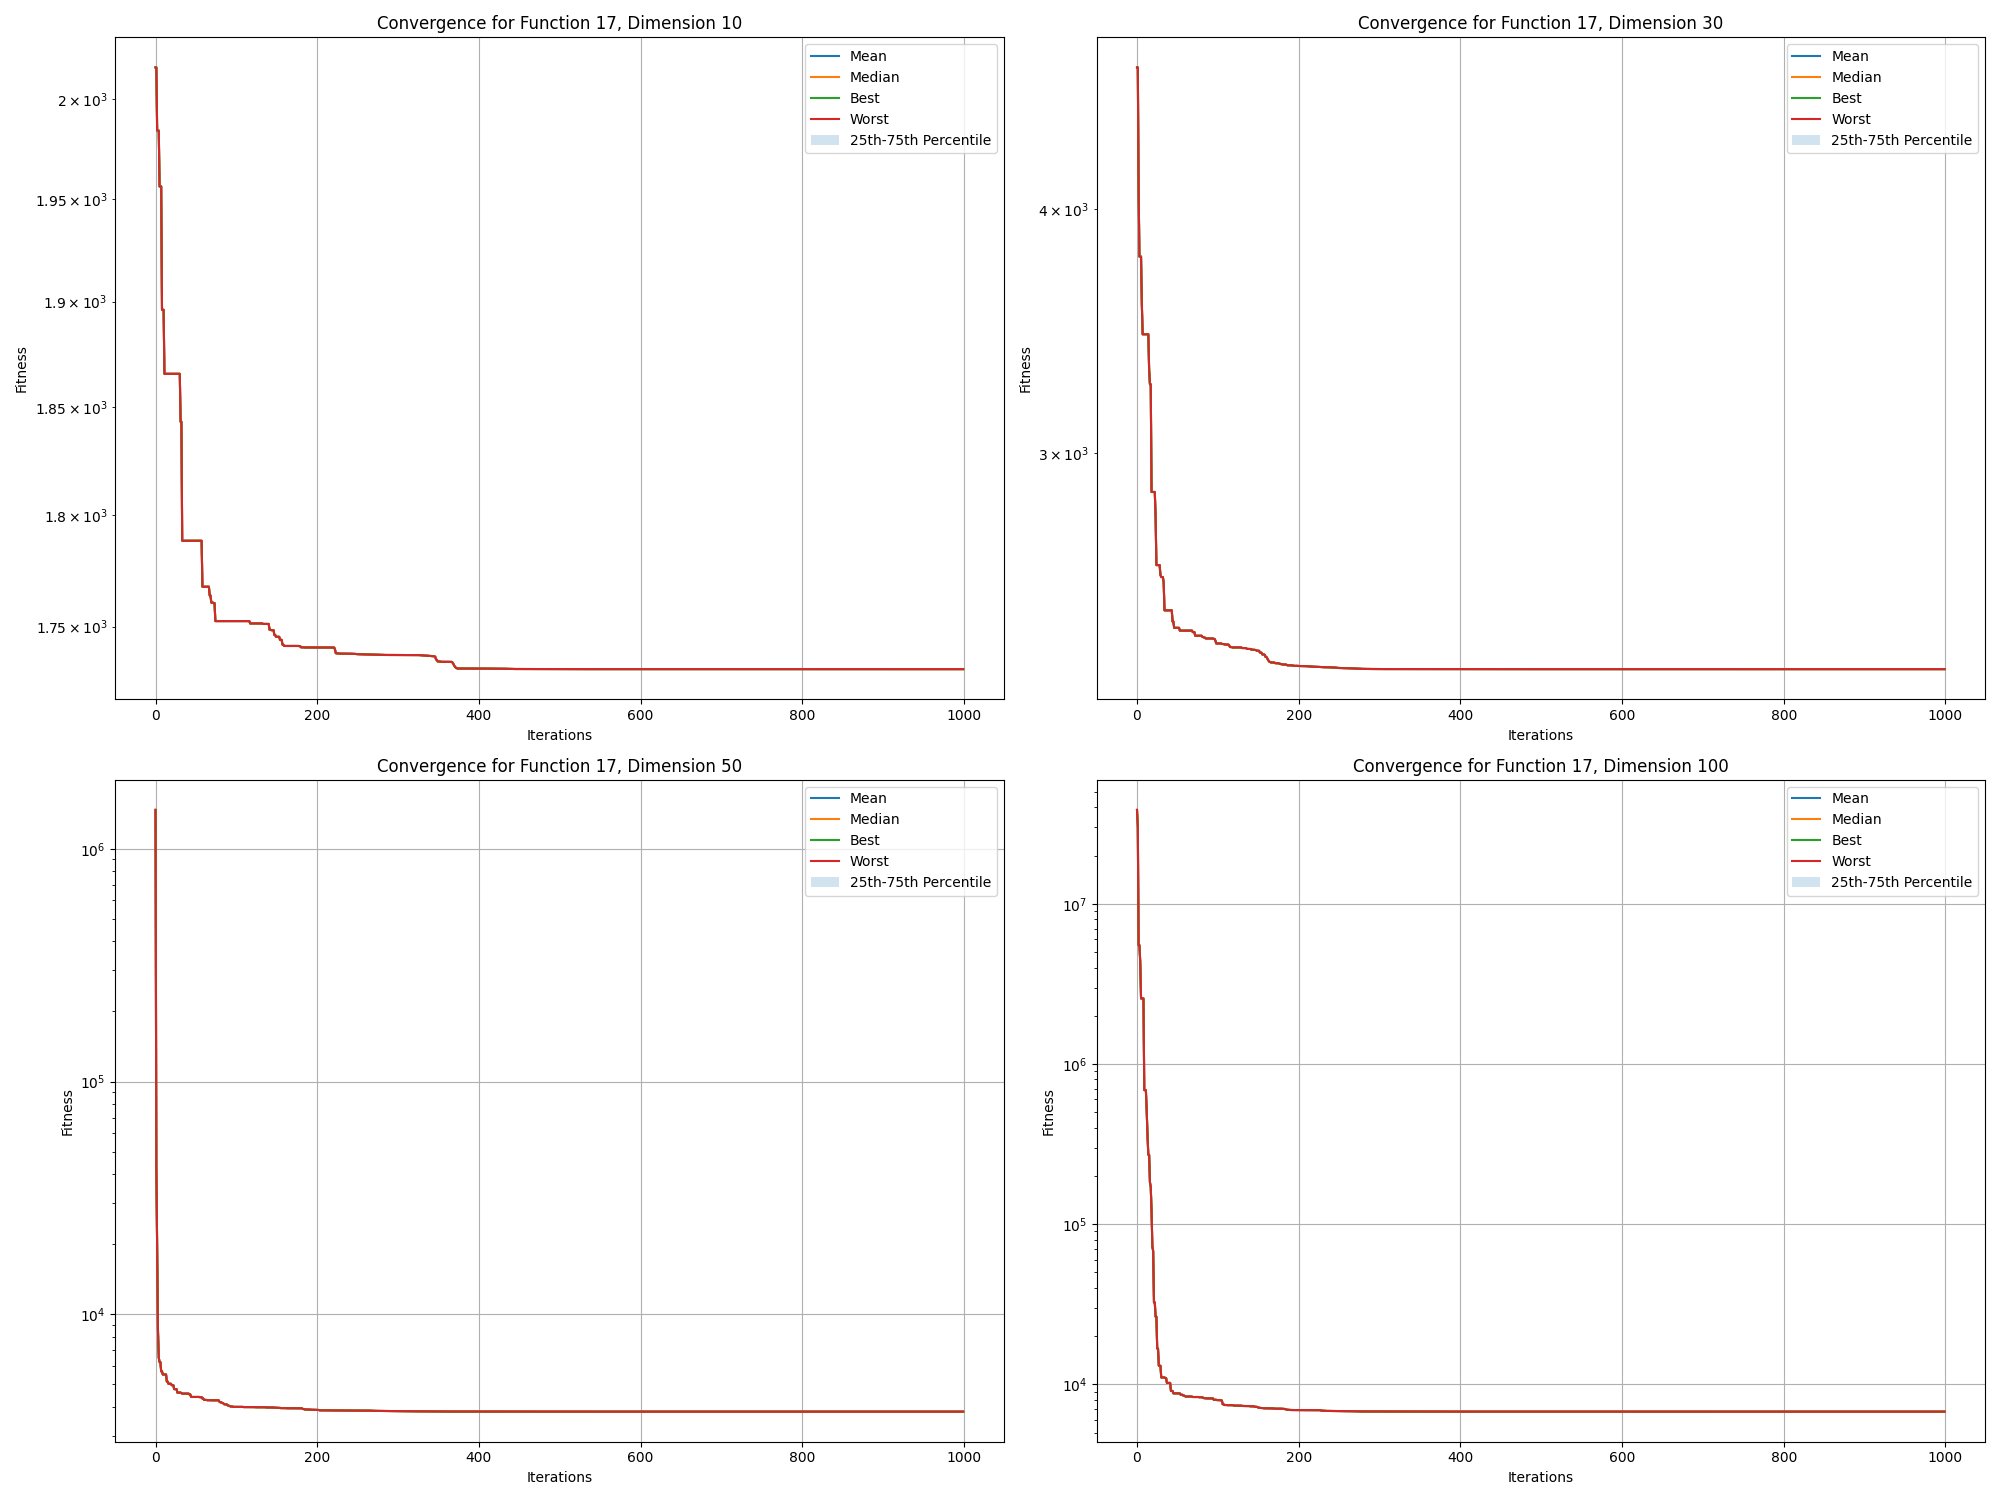 Convergence for Function 17, Dimension 10
Fitness
2 × 10³
1.95 × 10³
1.9 × 10³
1.85 × 10³
1.8 × 10³
1.75 × 10³
Mean
Median
Best
Worst
25th-75th Percentile
0 200 400 600 800 1000
Iterations
Convergence for Function 17, Dimension 30
Fitness
4 × 10³
3 × 10³
Mean
Median
Best
Worst
25th-75th Percentile
0 200 400 600 800 1000
Iterations
Convergence for Function 17, Dimension 50
Fitness
10⁶
10⁵
10⁴
Mean
Median
Best
Worst
25th-75th Percentile
0 200 400 600 800 1000
Iterations
Convergence for Function 17, Dimension 100
Fitness
10⁷
10⁶
10⁵
10⁴
Mean
Median
Best
Worst
25th-75th Percentile
0 200 400 600 800 1000
Iterations